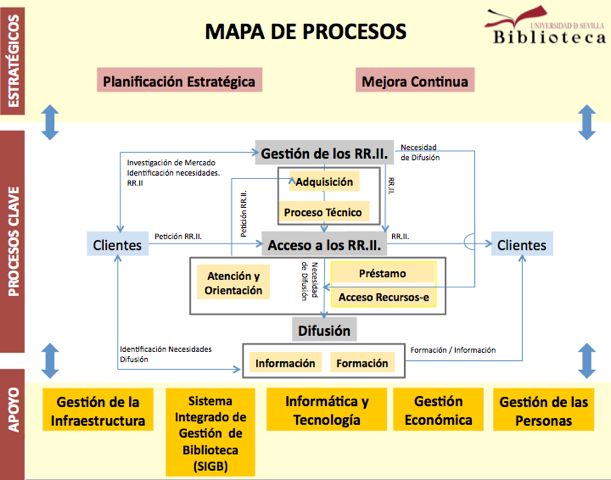 ESTRATÉGICOS
MAPA DE PROCESOS
UNIVERSIDAD D SEVILLA
Biblioteca
Planificación Estratégica
Mejora Continua
PROCESOS CLAVE
Gestión de los RR.II.
Necesidad
de Difusión
Investigación de Mercado
Identificación necesidades.
RR.II
Adquisición
RR.II.
Petición RR.II.
Proceso Técnico
Clientes
Petición RR.II.
Acceso a los RR.II.
RR.II.
Clientes
Atención y
Orientación
Necesidad
de Difusión
Préstamo
Acceso Recursos-e
Difusión
Identificación Necesidades
Difusión
Formación / Información
Información
Formación
APOYO
Gestión de la
Infraestructura
Sistema
Integrado de
Gestión de
Biblioteca
(SIGB)
Informática y
Tecnología
Gestión
Económica
Gestión de las
Personas